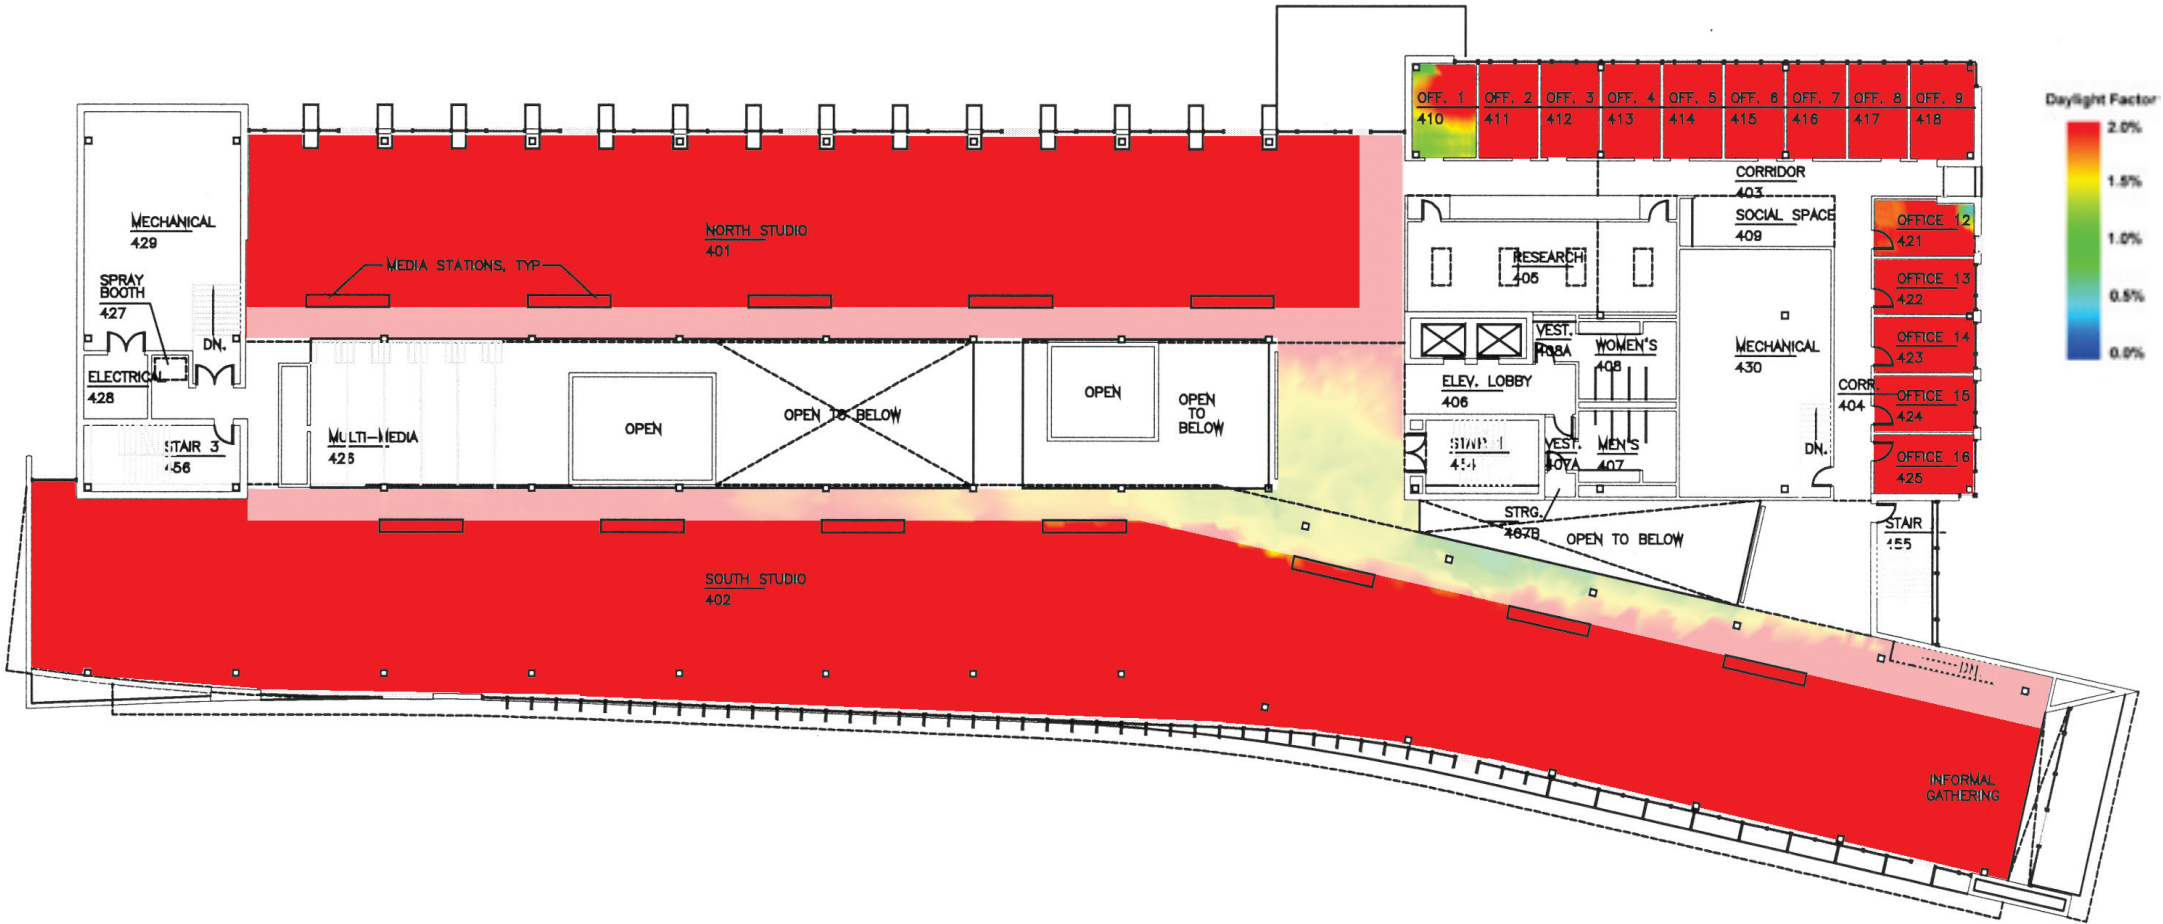 OFF. 1
410
OFF. 2
411
OFF. 3
412
OFF. 4
413
OFF. 5
414
OFF. 6
415
OFF. 7
416
OFF. 8
417
OFF. 9
418
Daylight Factor
2.0%
1.5%
1.0%
0.5%
0.0%
CORRIDOR
403
SOCIAL SPACE
409
MECHANICAL
429
NORTH STUDIO
401
MEDIA STATIONS, TYP
SPRAY
BOOTH
427
DN.
ELECTRICAL
428
STAIR 3
456
MULTI-MEDIA
426
OPEN
OPEN TO BELOW
OPEN
OPEN
TO
BELOW
RESEARCH
405
VEST.
408A
WOMEN'S
408
ELEV. LOBBY
406
STAIR 1
454
VEST.
407A
MEN'S
407
STRG.
407B
MECHANICAL
430
CORR.
404
DN.
OFFICE 12
421
OFFICE 13
422
OFFICE 14
423
OFFICE 15
424
OFFICE 16
425
OPEN TO BELOW
STAIR
455
SOUTH STUDIO
402
DN.
INFORMAL
GATHERING